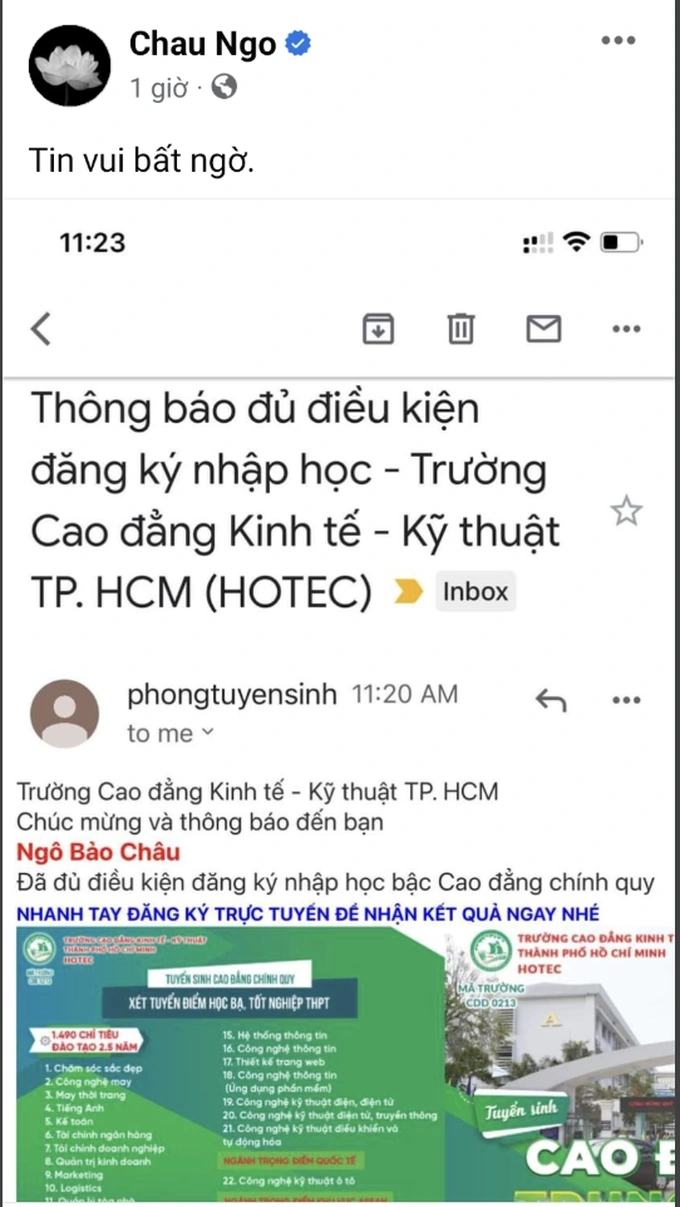 Chau Ngo
1 giờ ·
Tin vui bất ngờ.
11:23
Thông báo đủ điều kiện
đăng ký nhập học - Trường
Cao đẳng Kinh tế - Kỹ thuật
TP. HCM (HOTEC) Inbox
phongtuyensinh 11:20 AM
to me
Trường Cao đẳng Kinh tế - Kỹ thuật TP. HCM
Chúc mừng và thông báo đến bạn
Ngô Bảo Châu
Đã đủ điều kiện đăng ký nhập học bậc Cao đẳng chính quy
NHANH TAY ĐĂNG KÝ TRỰC TUYẾN ĐỂ NHẬN KẾT QUẢ NGAY NHÉ
TRƯỜNG CAO ĐẲNG KINH TẾ - KỸ THUẬT
THÀNH PHỐ HỒ CHÍ MINH
HOTEC
TUYỂN SINH CAO ĐẲNG CHÍNH QUY
XÉT TUYỂN ĐIỂM HỌC BẠ, TỐT NGHIỆP THPT
1.490 CHỈ TIÊU
ĐÀO TẠO 2.5 NĂM
1. Chăm sóc sắc đẹp
2. Công nghệ may
3. May thời trang
4. Tiếng Anh
5. Kế toán
6. Tài chính ngân hàng
7. Tài chính doanh nghiệp
8. Quản trị kinh doanh
9. Marketing
10. Logistics
15. Hệ thống thông tin
16. Công nghệ thông tin
17. Thiết kế trang web
18. Công nghệ thông tin
(Ứng dụng phần mềm)
19. Công nghệ kỹ thuật điện, điện tử
20. Công nghệ kỹ thuật điện tử, truyền thông
21. Công nghệ kỹ thuật điều khiển và
tự động hóa
NGÀNH TRỌNG ĐIỂM QUỐC TẾ
22. Công nghệ kỹ thuật ô tô
TRƯỜNG CAO ĐẲNG KINH T
THÀNH PHỐ HỒ CHÍ MINH
HOTEC
MÃ TRƯỜNG
CDD 0213
Tuyển sinh
CAO Đ